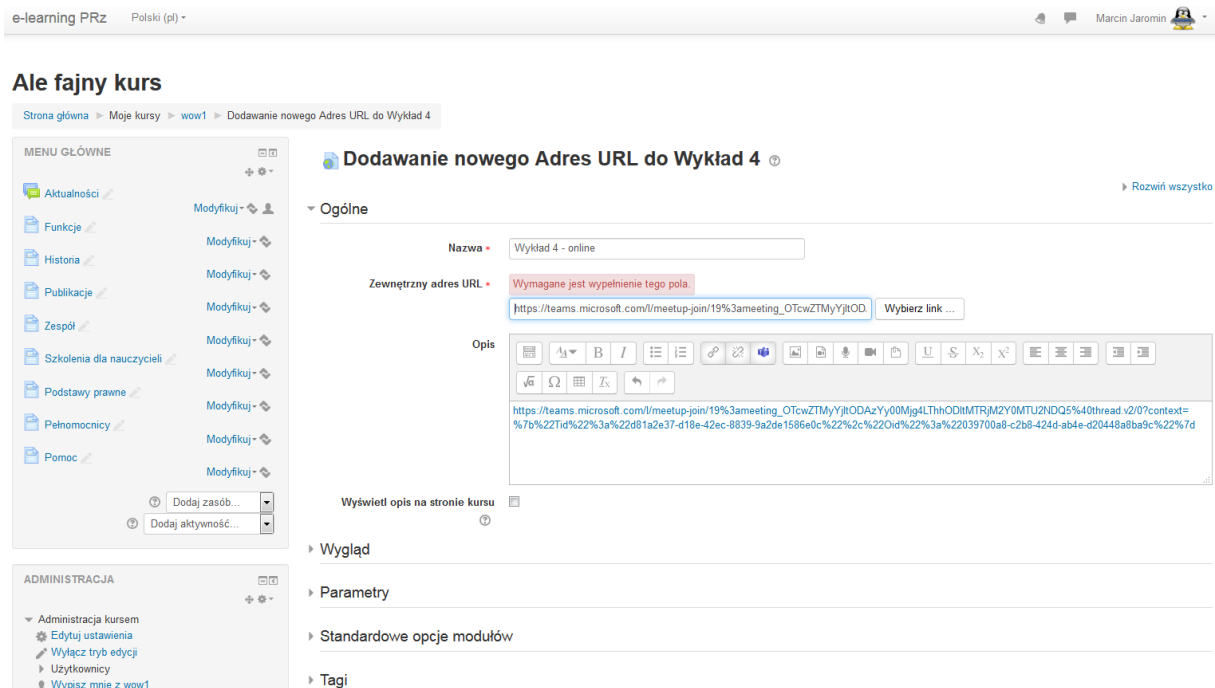 e-learning PRz Polski (pl)
Marcin Jaromin
Ale fajny kurs
Strona główna Moje kursy wow1 Dodawanie nowego Adres URL do Wykład 4
MENU GŁÓWNE
Aktualności
Modyfikuj
Funkcje
Modyfikuj
Historia
Modyfikuj
Publikacje
Modyfikuj
Zespół
Modyfikuj
Szkolenia dla nauczycieli
Modyfikuj
Podstawy prawne
Modyfikuj
Pełnomocnicy
Modyfikuj
Pomoc
Modyfikuj
Dodaj zasób...
Dodaj aktywność...
ADMINISTRACJA
Administracja kursem
Edytuj ustawienia
Wyłącz tryb edycji
Użytkownicy
Wypisz mnie z wow1
Dodawanie nowego Adres URL do Wykład 4
Rozwiń wszystko
Ogólne
Nazwa
Wykład 4 - online
Zewnętrzny adres URL
Wymagane jest wypełnienie tego pola.
https://teams.microsoft.com/l/meetup-join/19%3ameeting_OTcwZTMyYjltOD. Wybierz link ...
Opis
B I U S X₂ X²
√a Ω Tx
https://teams.microsoft.com/l/meetup-join/19%3ameeting_OTcwZTMyYjltODAzYy00Mjg4LThhODltMTRjM2Y0MTU2NDQ5%40thread.v2/0?context=
%7b%22Tid%22%3a%22d81a2e37-d18e-42ec-8839-9a2de1586e0c%22%2c%22Oid%22%3a%22039700a8-c2b8-424d-ab4e-d20448a8ba9c%22%7d
Wyświetl opis na stronie kursu
Wygląd
Parametry
Standardowe opcje modułów
Tagi